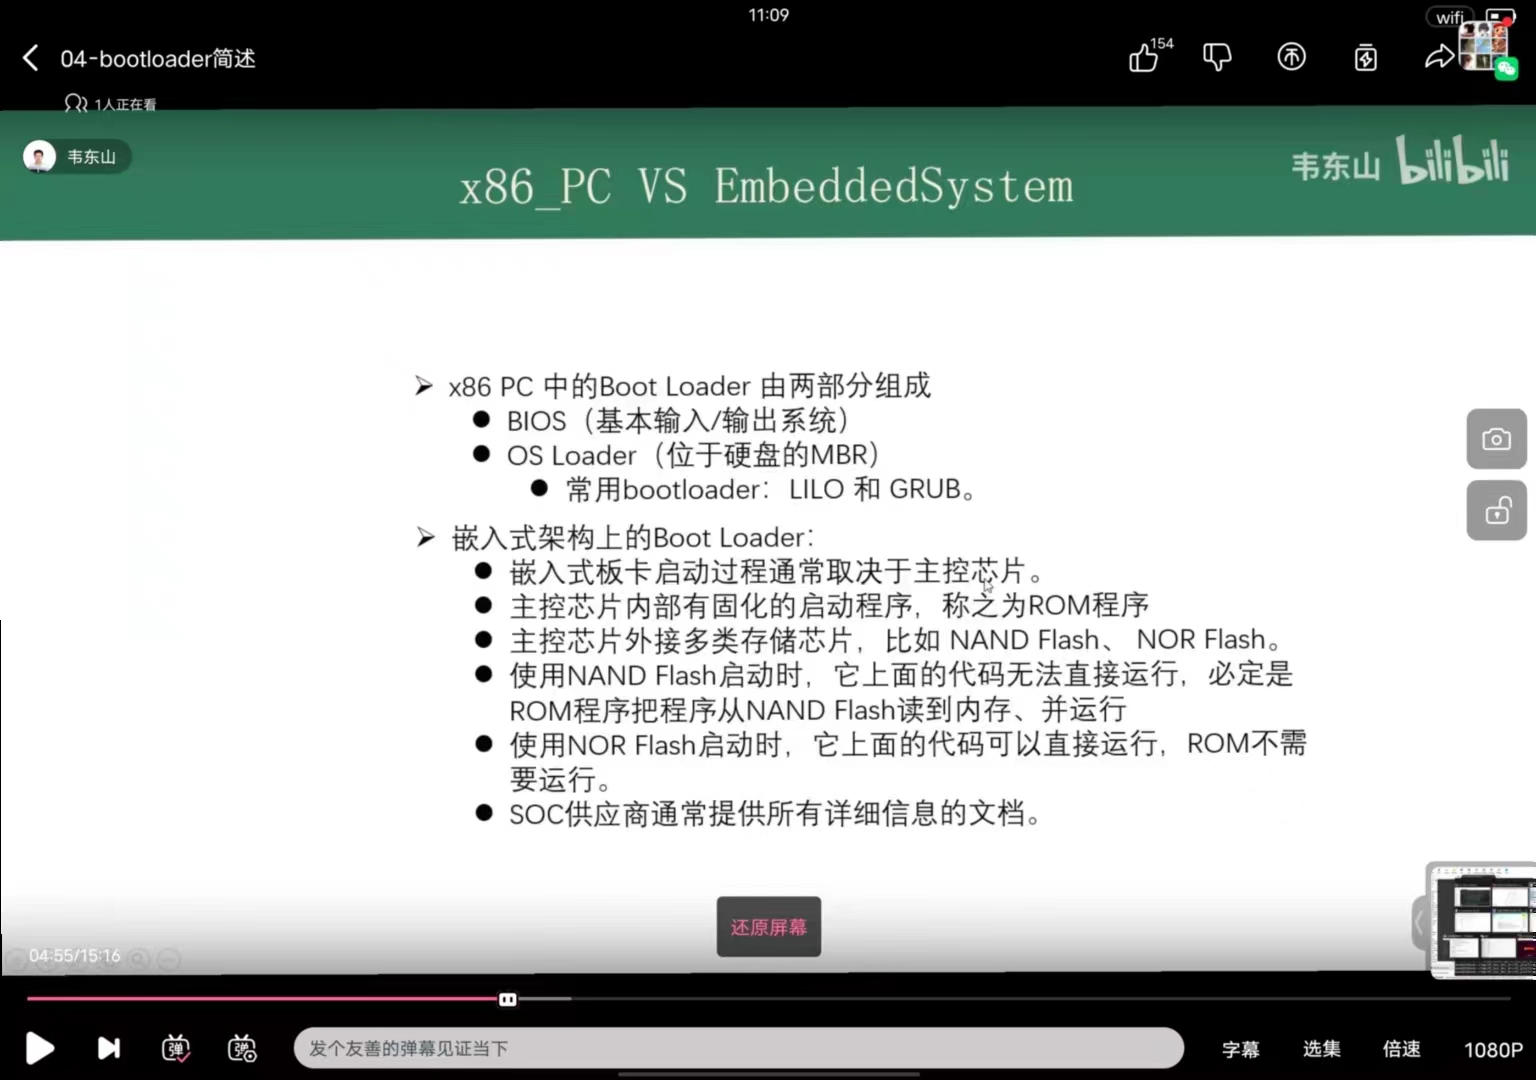 11:09
wifi
04-bootloader简述
154
1人正在看
韦东山
韦东山 bilibili
x86_PC VS EmbeddedSystem
x86 PC 中的Boot Loader 由两部分组成
BIOS（基本输入/输出系统）
OS Loader（位于硬盘的MBR）
常用bootloader：LILO 和 GRUB。
嵌入式架构上的Boot Loader：
嵌入式板卡启动过程通常取决于主控芯片。
主控芯片内部有固化的启动程序，称之为ROM程序
主控芯片外接多类存储芯片，比如 NAND Flash、 NOR Flash。
使用NAND Flash启动时，它上面的代码无法直接运行，必定是
ROM程序把程序从NAND Flash读到内存、并运行
使用NOR Flash启动时，它上面的代码可以直接运行，ROM不需
要运行。
SOC供应商通常提供所有详细信息的文档。
还原屏幕
04:55/15:16
弹
弹
发个友善的弹幕见证当下
字幕
选集
倍速
1080P